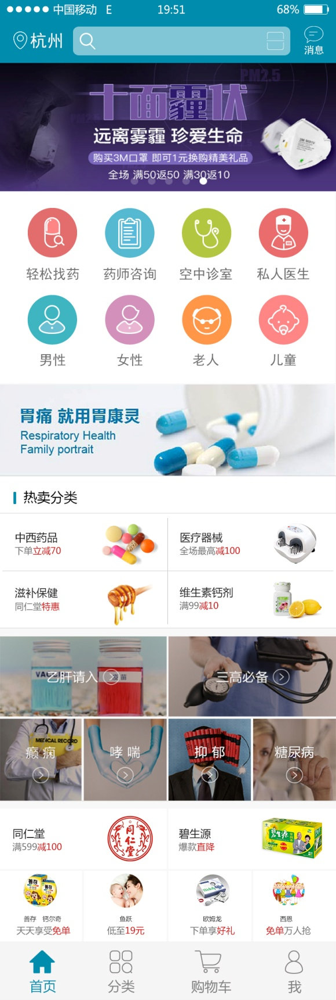 中国移动 E 19:51 68%
杭州
消息
PM2.5
十面霾伏
远离雾霾 珍爱生命
购买3M口罩 即可1元换购精美礼品
全场 满50返50 满30返10
轻松找药 药师咨询 空中诊室 私人医生
男性 女性 老人 儿童
胃痛 就用胃康灵
Respiratory Health
Family portrait
热卖分类
中西药品
下单立减70
医疗器械
全场最高减100
滋补保健
同仁堂特惠
维生素钙剂
满99减10
乙肝请入
三高必备
MEDICAL RECORD
癫 痫
哮 喘
抑 郁
糖尿病
同仁堂
满599减100
同仁堂
碧生源
爆款直降
碧生源
善存
善存 钙尔奇
天天享受免单
鱼跃
低至19元
欧姆龙
下单享好礼
西恩
免单万人抢
首页 分类 购物车 我